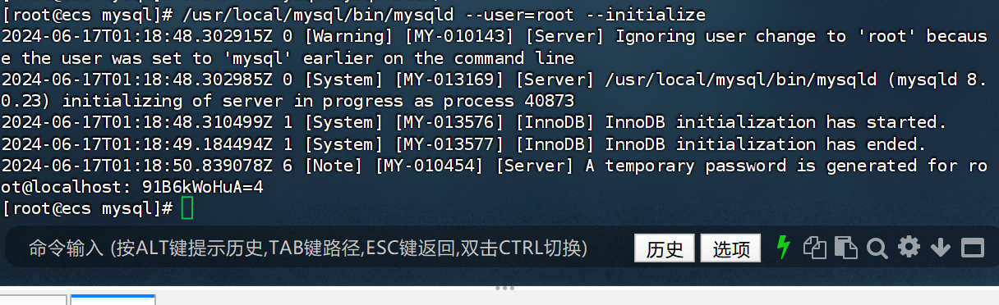 [root@ecs mysql]# /usr/local/mysql/bin/mysqld --user=root --initialize
2024-06-17T01:18:48.302915Z 0 [Warning] [MY-010143] [Server] Ignoring user change to 'root' becaus
e the user was set to 'mysql' earlier on the command line
2024-06-17T01:18:48.302985Z 0 [System] [MY-013169] [Server] /usr/local/mysql/bin/mysqld (mysqld 8.
0.23) initializing of server in progress as process 40873
2024-06-17T01:18:48.310499Z 1 [System] [MY-013576] [InnoDB] InnoDB initialization has started.
2024-06-17T01:18:49.184494Z 1 [System] [MY-013577] [InnoDB] InnoDB initialization has ended.
2024-06-17T01:18:50.839078Z 6 [Note] [MY-010454] [Server] A temporary password is generated for ro
ot@localhost: 91B6kWoHuA=4
[root@ecs mysql]#
命令输入 (按ALT键提示历史,TAB键路径,ESC键返回,双击CTRL切换) 历史 选项